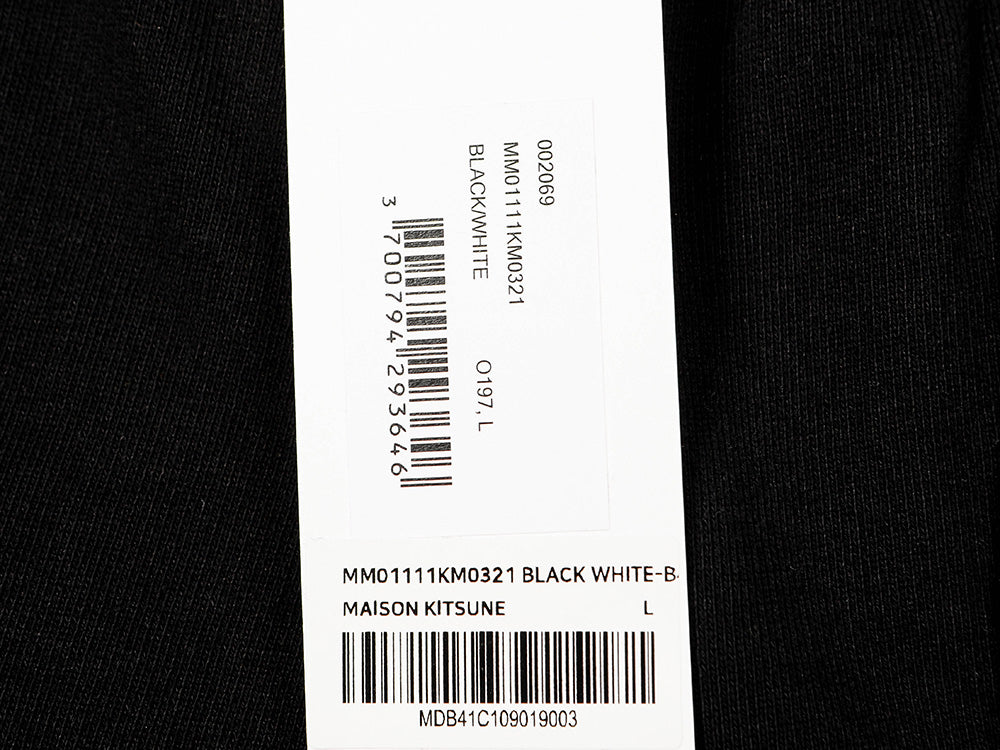 002069
MM01111KM0321
BLACK/WHITE O197, L
3 700794 293646
MM01111KM0321 BLACK WHITE-B
MAISON KITSUNE L
MDB41C109019003